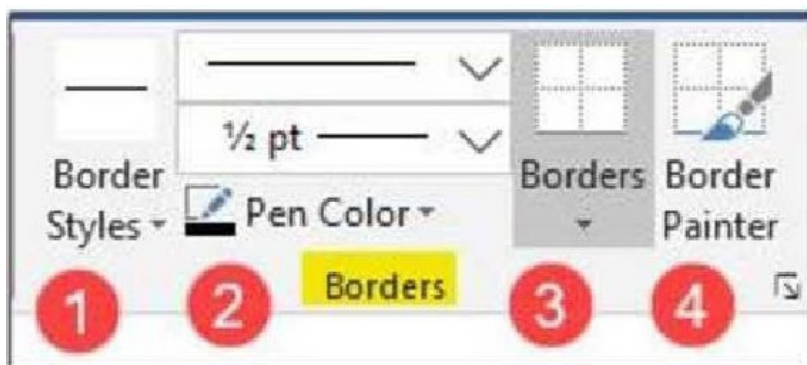 ½ pt
Border
Styles
Pen Color
Borders
Border
Painter
Borders
1
2
3
4